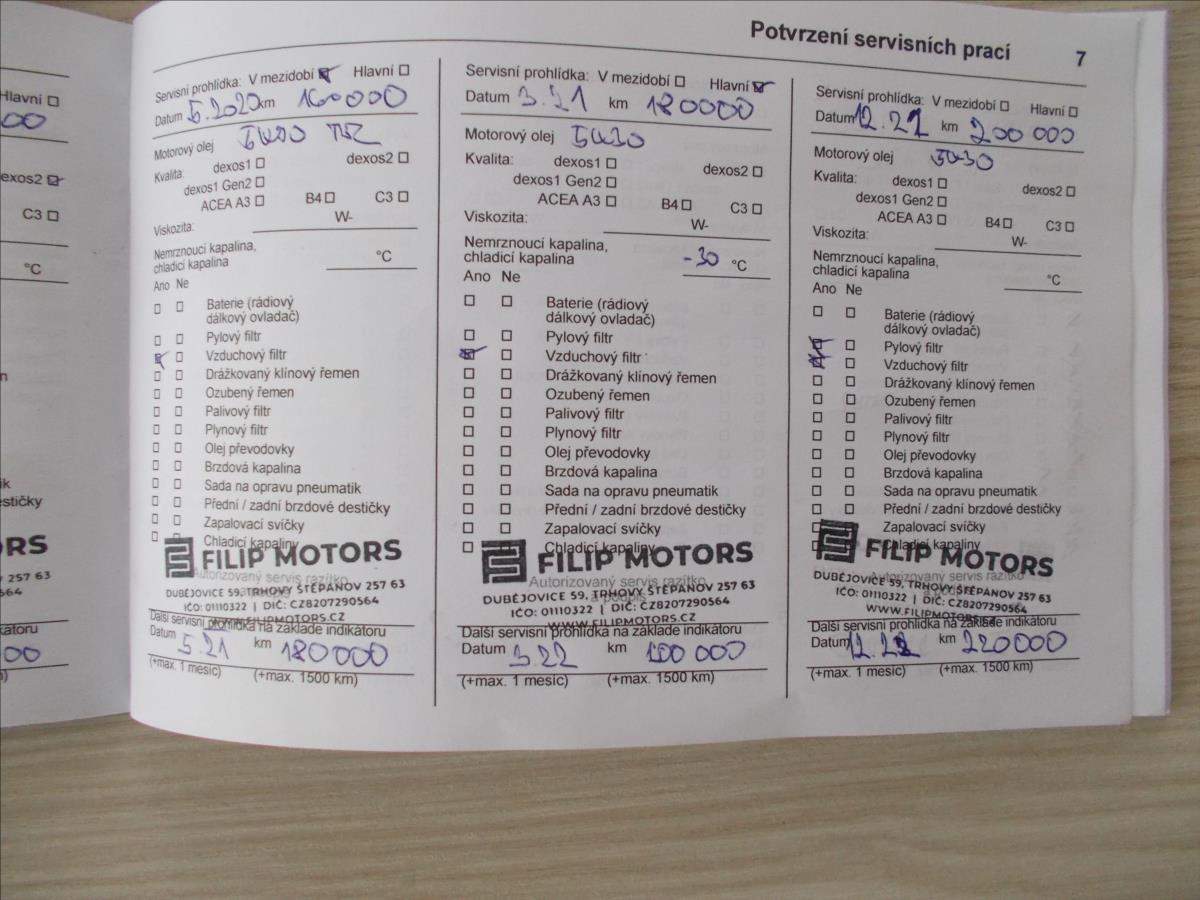 Potvrzení servisních prací 7
Hlavní
00
exos2
C3
°C
stičky
ORS
257 63
00
Servisní prohlídka: V mezidobí Hlavní
Datum 5.2020 km 160000
Motorový olej 5W30
Kvalita: dexos1 dexos2
dexos1 Gen2
ACEA A3 B4 C3
Viskozita: W-
Nemrznoucí kapalina,
chladicí kapalina °C
Ano Ne
Baterie (rádiový
dálkový ovladač)
Pylový filtr
Vzduchový filtr
Drážkovaný klínový řemen
Ozubený řemen
Palivový filtr
Plynový filtr
Olej převodovky
Brzdová kapalina
Sada na opravu pneumatik
Přední / zadní brzdové destičky
Zapalovací svíčky
Chladicí kapaliny
FILIP MOTORS
Autorizovaný servis razítko
DUBĚJOVICE 59, TRHOVÝ ŠTĚPÁNOV 257 63
IČO: 01110322 | DIČ: CZ8207290564
WWW.FILIPMOTORS.CZ
Další servisní prohlídka na základě indikátoru
Datum 5.21 km 180000
(+max. 1 měsíc) (+max. 1500 km)
Servisní prohlídka: V mezidobí Hlavní
Datum 3.21 km 180000
Motorový olej 5W30
Kvalita: dexos1 dexos2
dexos1 Gen2
ACEA A3 B4 C3
Viskozita: W-
Nemrznoucí kapalina,
chladicí kapalina -30 °C
Ano Ne
Baterie (rádiový
dálkový ovladač)
Pylový filtr
Vzduchový filtr
Drážkovaný klínový řemen
Ozubený řemen
Palivový filtr
Plynový filtr
Olej převodovky
Brzdová kapalina
Sada na opravu pneumatik
Přední / zadní brzdové destičky
Zapalovací svíčky
Chladicí kapaliny
FILIP MOTORS
Autorizovaný servis razítko
a podpis
DUBĚJOVICE 59, TRHOVÝ ŠTĚPÁNOV 257 63
IČO: 01110322 | DIČ: CZ8207290564
WWW.FILIPMOTORS.CZ
Další servisní prohlídka na základě indikátoru
Datum 3.22 km 200 000
(+max. 1 měsíc) (+max. 1500 km)
Servisní prohlídka: V mezidobí Hlavní
Datum 12.21 km 200 000
Motorový olej 5W30
Kvalita: dexos1 dexos2
dexos1 Gen2
ACEA A3 B4 C3
Viskozita: W-
Nemrznoucí kapalina,
chladicí kapalina °C
Ano Ne
Baterie (rádiový
dálkový ovladač)
Pylový filtr
Vzduchový filtr
Drážkovaný klínový řemen
Ozubený řemen
Palivový filtr
Plynový filtr
Olej převodovky
Brzdová kapalina
Sada na opravu pneumatik
Přední / zadní brzdové destičky
Zapalovací svíčky
Chladicí kapaliny
FILIP MOTORS
Autorizovaný servis razítko
DUBĚJOVICE 59, TRHOVÝ ŠTĚPÁNOV 257 63
IČO: 01110322 | DIČ: CZ8207290564
WWW.FILIPMOTORS.CZ
Další servisní prohlídka na základě indikátoru
Datum 12.22 km 220000
(+max. 1 měsíc) (+max. 1500 km)